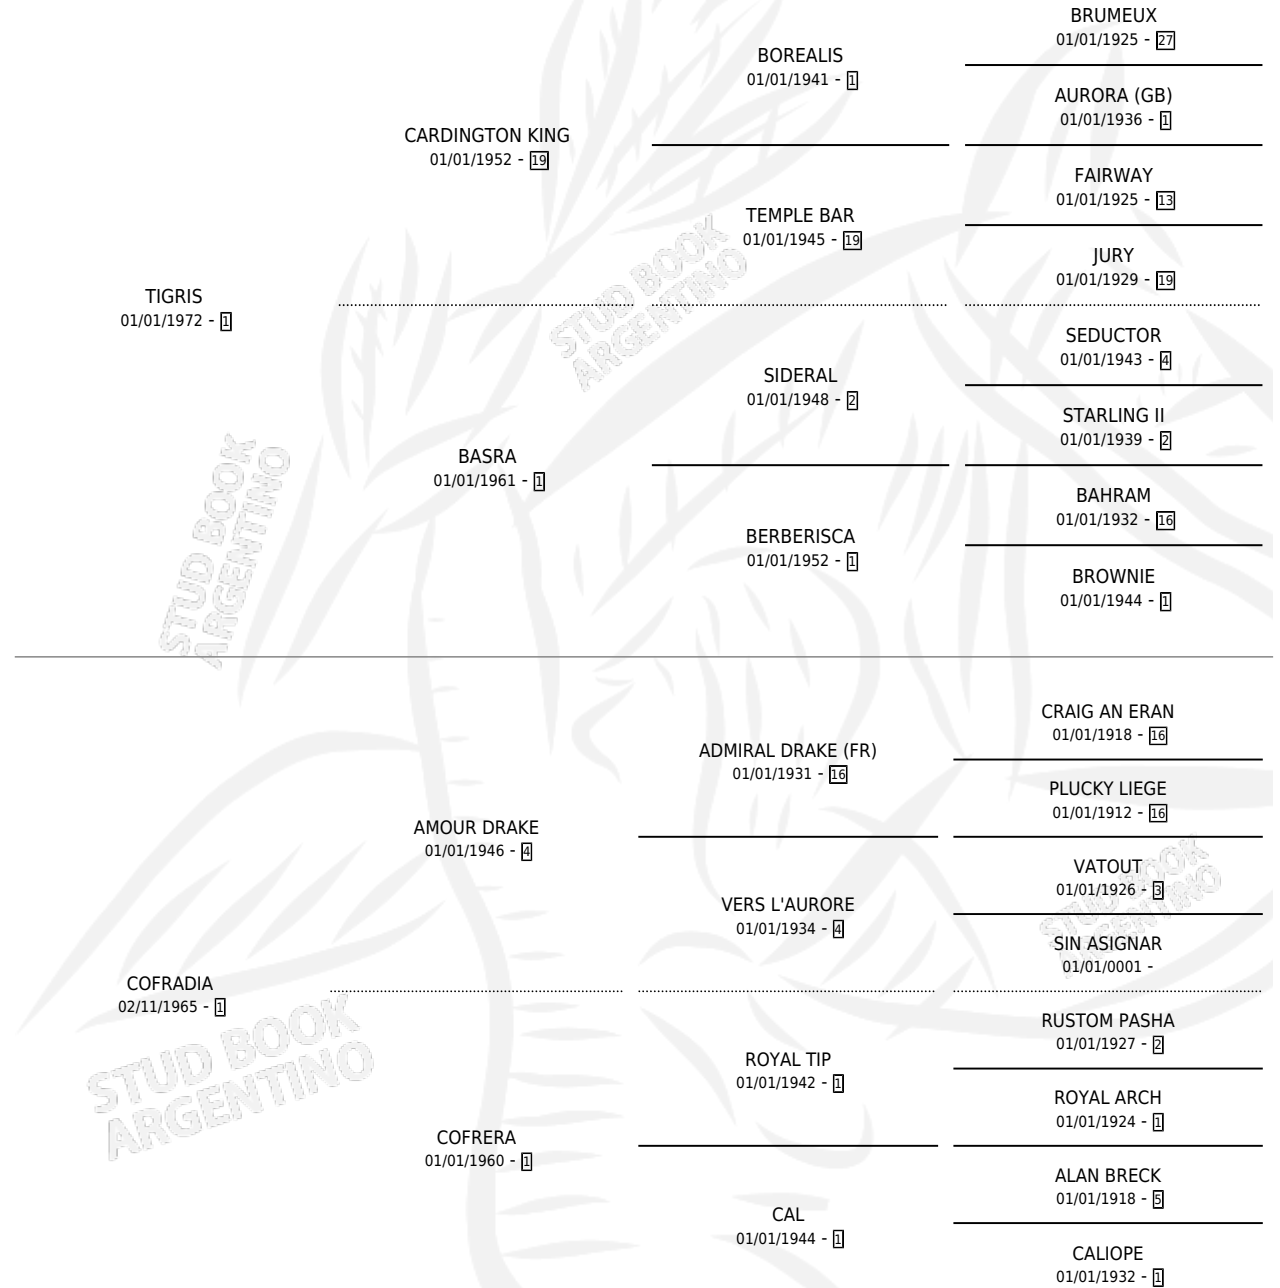 BRUMEUX
01/01/1925 - 27
BOREALIS
01/01/1941 - 1
AURORA (GB)
01/01/1936 - 1
CARDINGTON KING
01/01/1952 - 19
FAIRWAY
01/01/1925 - 13
TEMPLE BAR
01/01/1945 - 19
JURY
01/01/1929 - 19
TIGRIS
01/01/1972 - 1
SEDUCTOR
01/01/1943 - 4
SIDERAL
01/01/1948 - 2
STARLING II
01/01/1939 - 2
BASRA
01/01/1961 - 1
BAHRAM
01/01/1932 - 16
BERBERISCA
01/01/1952 - 1
BROWNIE
01/01/1944 - 1
CRAIG AN ERAN
01/01/1918 - 16
ADMIRAL DRAKE (FR)
01/01/1931 - 16
PLUCKY LIEGE
01/01/1912 - 16
AMOUR DRAKE
01/01/1946 - 4
VATOUT
01/01/1926 - 3
VERS L'AURORE
01/01/1934 - 4
SIN ASIGNAR
01/01/0001 -
COFRADIA
02/11/1965 - 1
RUSTOM PASHA
01/01/1927 - 2
ROYAL TIP
01/01/1942 - 1
ROYAL ARCH
01/01/1924 - 1
COFRERA
01/01/1960 - 1
ALAN BRECK
01/01/1918 - 5
CAL
01/01/1944 - 1
CALIOPE
01/01/1932 - 1
STUD BOOK
ARGENTINO
STUD BOOK
ARGENTINO
STUD BOOK
ARGENTINO
STUD BOOK
ARGENTINO